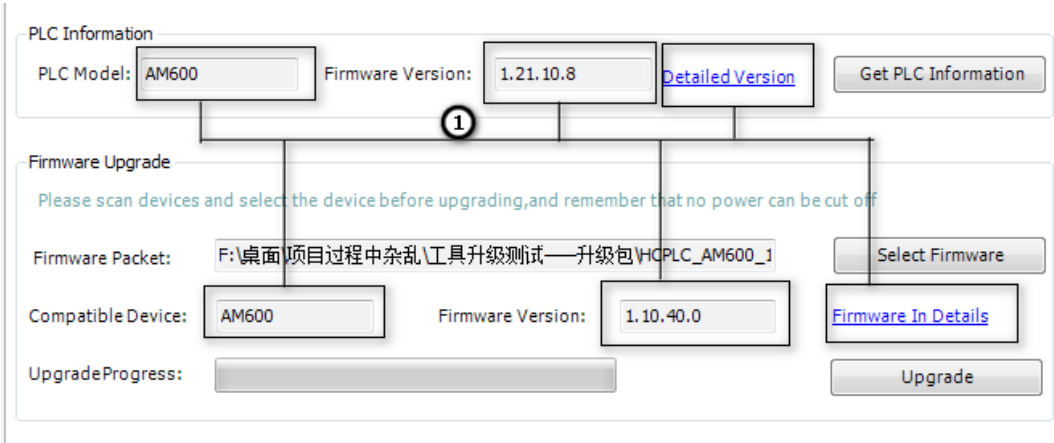 PLC Information
PLC Model: AM600 Firmware Version: 1.21.10.8 Detailed Version Get PLC Information
1
Firmware Upgrade
Please scan devices and select the device before upgrading,and remember that no power can be cut off
Firmware Packet: F:\桌面\项目过程中杂乱\工具升级测试——升级包\HCPLC_AM600_1 Select Firmware
Compatible Device: AM600 Firmware Version: 1.10.40.0 Firmware In Details
UpgradeProgress: Upgrade